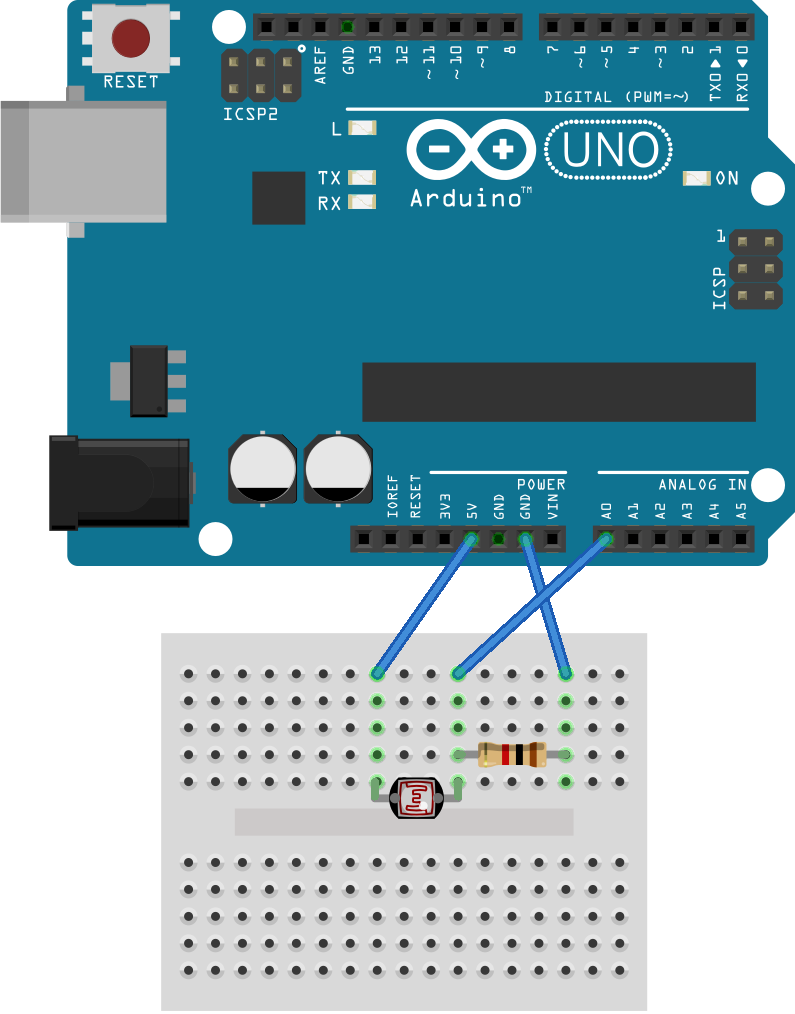 RESET
ICSP2
AREF
GND
13
12
~11
~10
~9
8
7
~6
~5
4
~3
2
TX0▶1
RX0◀0
DIGITAL (PWM=~)
L
TX
RX
Arduino™
UNO
ON
1
ICSP
POWER
ANALOG IN
IOREF
RESET
3V3
5V
GND
GND
VIN
A0
A1
A2
A3
A4
A5